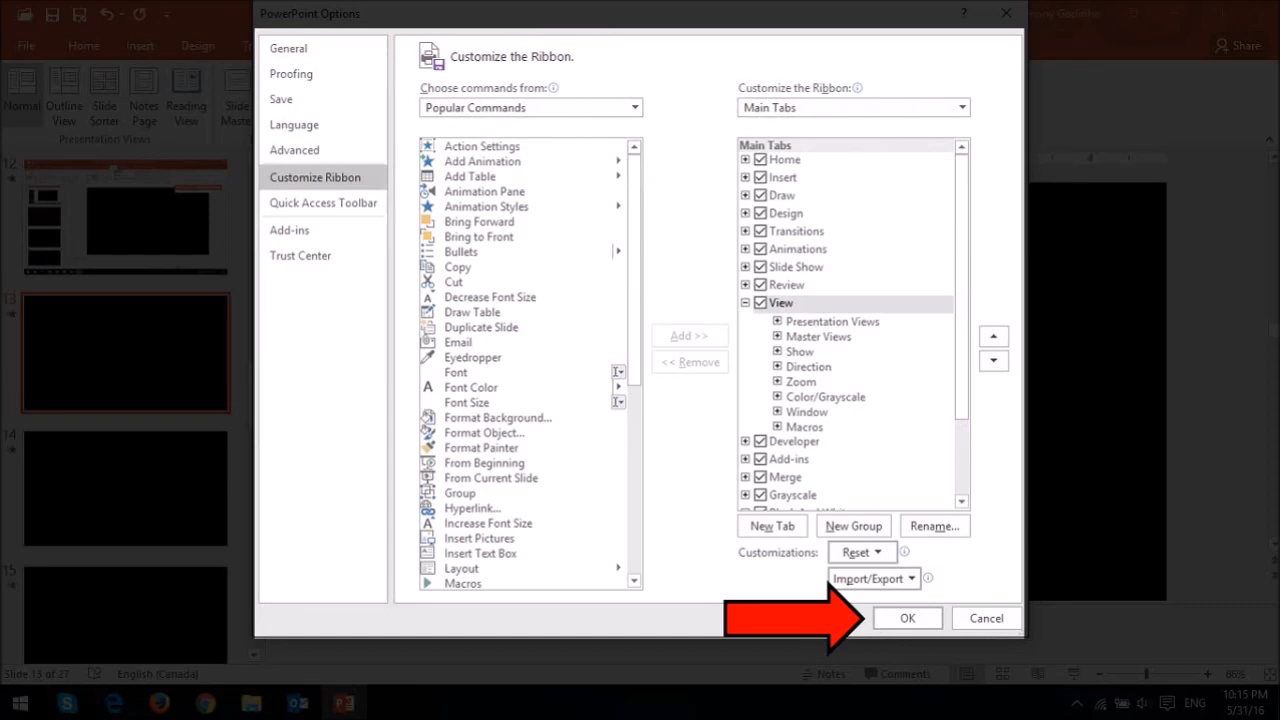 PowerPoint Options
?
File
Home
Insert
Design
Share
Normal
Outline View
Slide Sorter
Notes Page
Reading View
Slide
Presentation Views
12
13
14
15
General
Proofing
Save
Language
Advanced
Customize Ribbon
Quick Access Toolbar
Add-ins
Trust Center
Customize the Ribbon.
Choose commands from:
Popular Commands
Action Settings
Add Animation
Add Table
Animation Pane
Animation Styles
Bring Forward
Bring to Front
Bullets
Copy
Cut
Decrease Font Size
Draw Table
Duplicate Slide
Email
Eyedropper
Font
Font Color
Font Size
Format Background...
Format Object...
Format Painter
From Beginning
From Current Slide
Group
Hyperlink...
Increase Font Size
Insert Pictures
Insert Text Box
Layout
Macros
Add >>
<< Remove
Customize the Ribbon:
Main Tabs
Main Tabs
Home
Insert
Draw
Design
Transitions
Animations
Slide Show
Review
View
Presentation Views
Master Views
Show
Direction
Zoom
Color/Grayscale
Window
Macros
Developer
Add-ins
Merge
Grayscale
New Tab
New Group
Rename...
Customizations:
Reset
Import/Export
OK
Cancel
Slide 13 of 27
English (Canada)
Notes
Comments
86%
ENG
10:15 PM
5/31/16